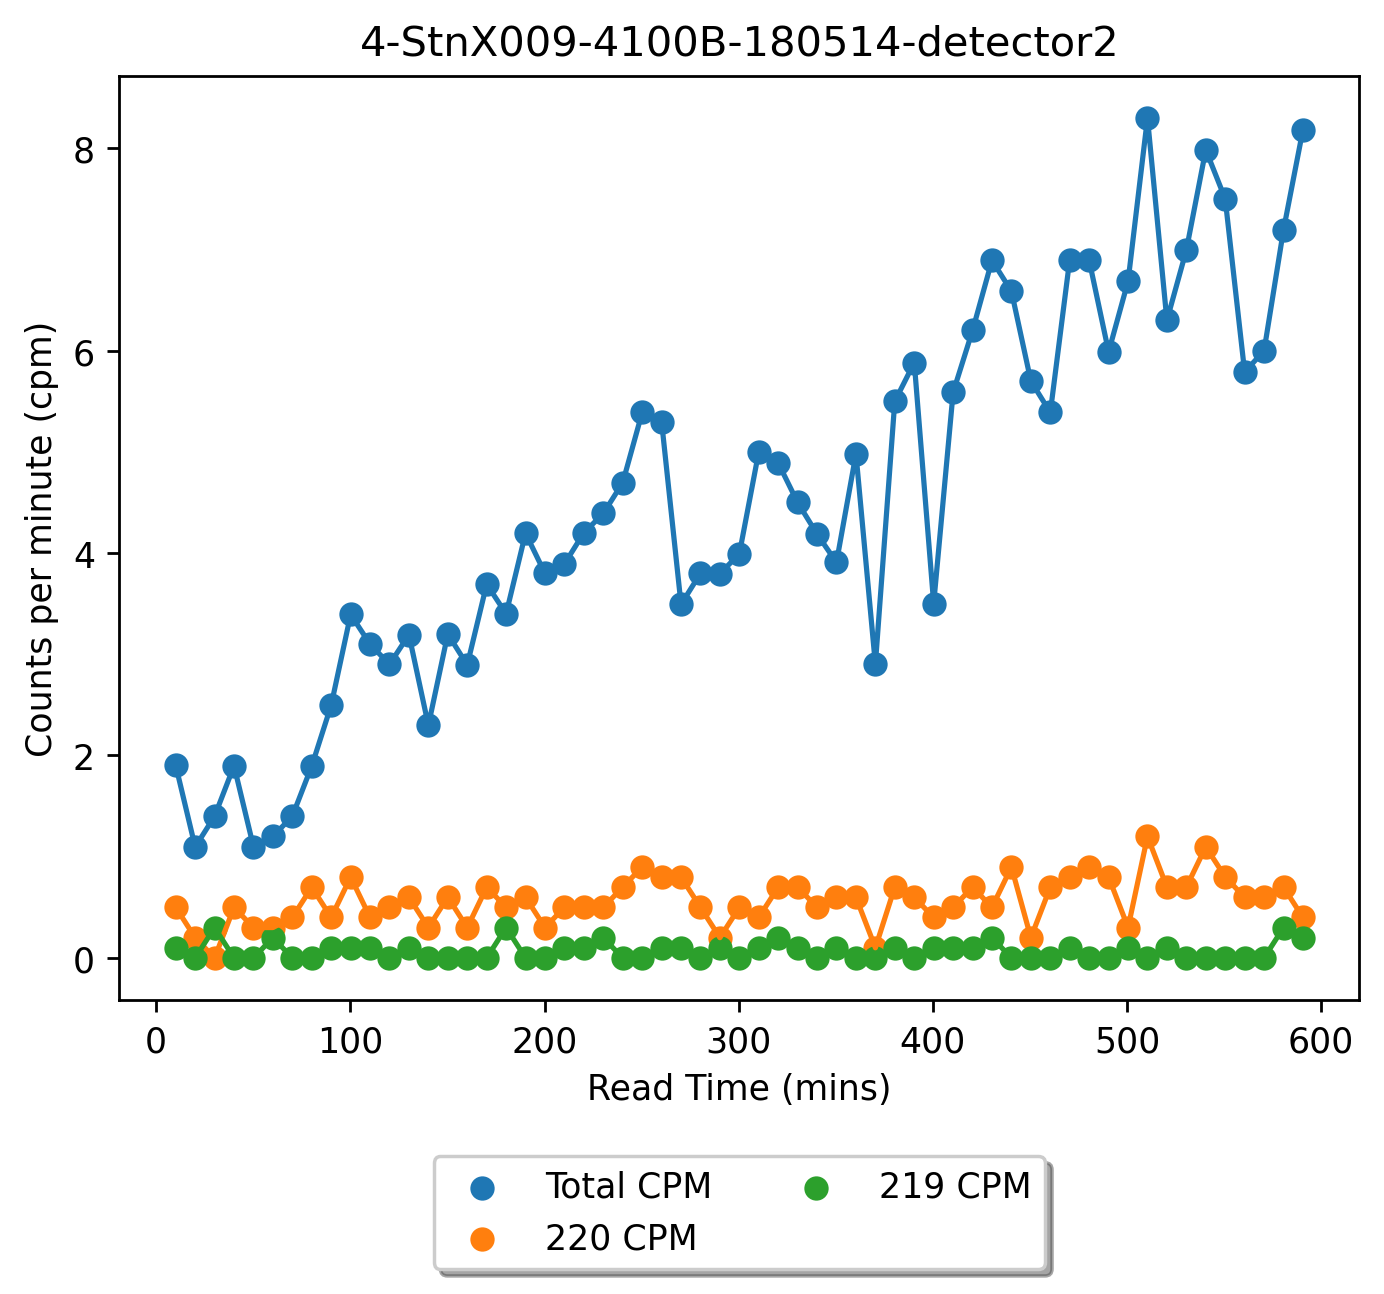 4-StnX009-4100B-180514-detector2
Counts per minute (cpm)
8
6
4
2
0
0 100 200 300 400 500 600
Read Time (mins)
Total CPM 219 CPM
220 CPM